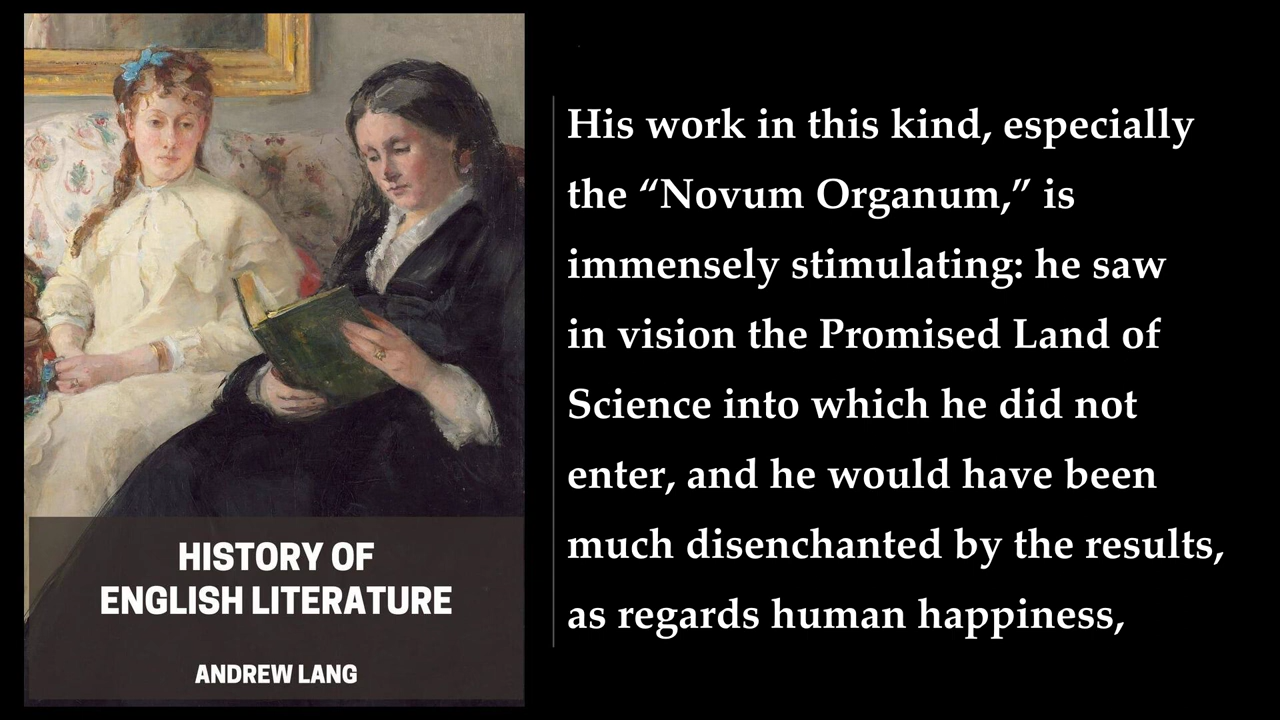 HISTORY OF
ENGLISH LITERATURE
ANDREW LANG
His work in this kind, especially
the “Novum Organum,” is
immensely stimulating: he saw
in vision the Promised Land of
Science into which he did not
enter, and he would have been
much disenchanted by the results,
as regards human happiness,